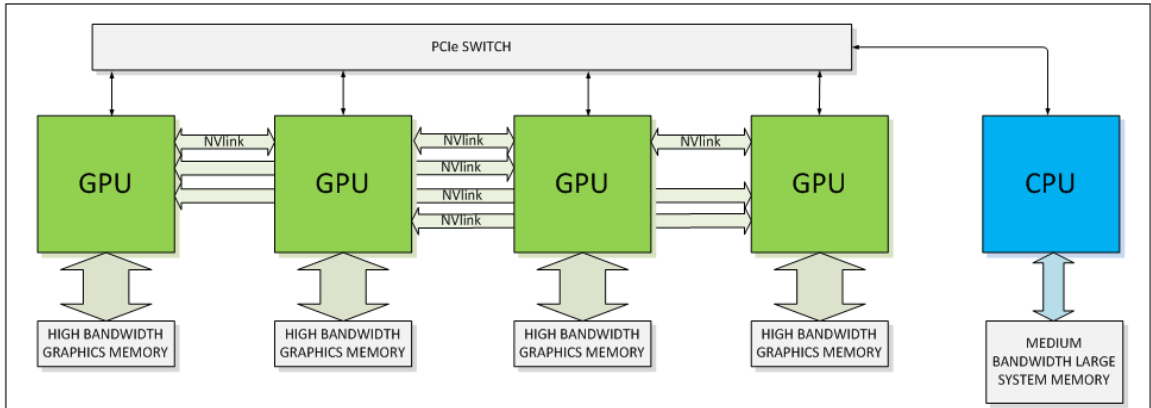 PCIe SWITCH
NVlink
NVlink
NVlink
NVlink
NVlink
NVlink
GPU
GPU
GPU
GPU
CPU
HIGH BANDWIDTH
GRAPHICS MEMORY
HIGH BANDWIDTH
GRAPHICS MEMORY
HIGH BANDWIDTH
GRAPHICS MEMORY
HIGH BANDWIDTH
GRAPHICS MEMORY
MEDIUM
BANDWIDTH LARGE
SYSTEM MEMORY